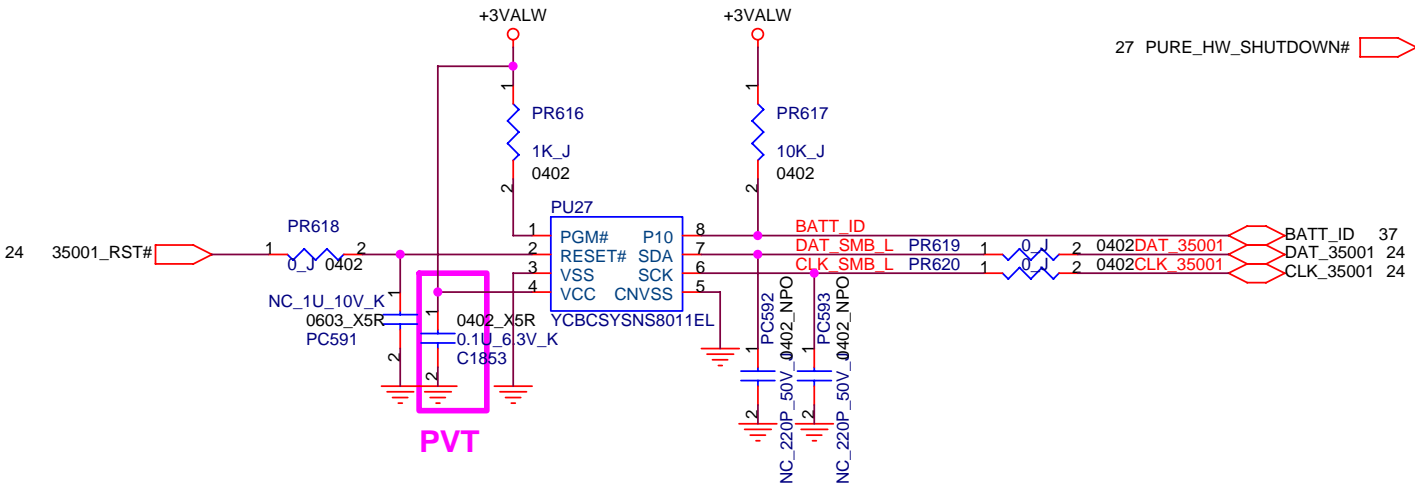 +3VALW
+3VALW
27 PURE_HW_SHUTDOWN#
1
PR616
1K_J
0402
2
1
PR617
10K_J
0402
2
24 35001_RST#
1
PR618
2
0_J 0402
PU27
1 PGM# P10 8
2 RESET# SDA 7
3 VSS SCK 6
4 VCC CNVSS 5
YCBCSYSNS8011EL
BATT_ID
BATT_ID 37
DAT_SMB_L PR619 1 0_J 2 0402 DAT_35001
DAT_35001 24
CLK_SMB_L PR620 1 0_J 2 0402 CLK_35001
CLK_35001 24
NC_1U_10V_K
0603_X5R
PC591
1
2
1
0402_X5R
0.1U_6.3V_K
C1853
2
PVT
PC592
0402_NPO
NC_220P_50V_J
1
2
PC593
0402_NPO
NC_220P_50V_J
1
2